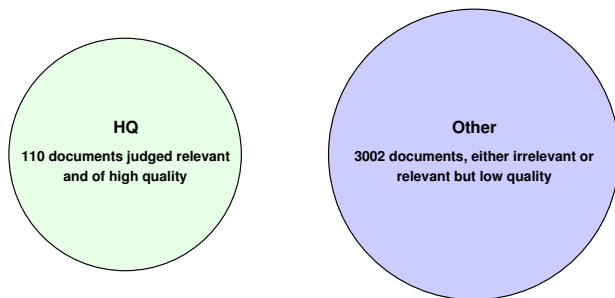 HQ
110 documents judged relevant
and of high quality
Other
3002 documents, either irrelevant or
relevant but low quality